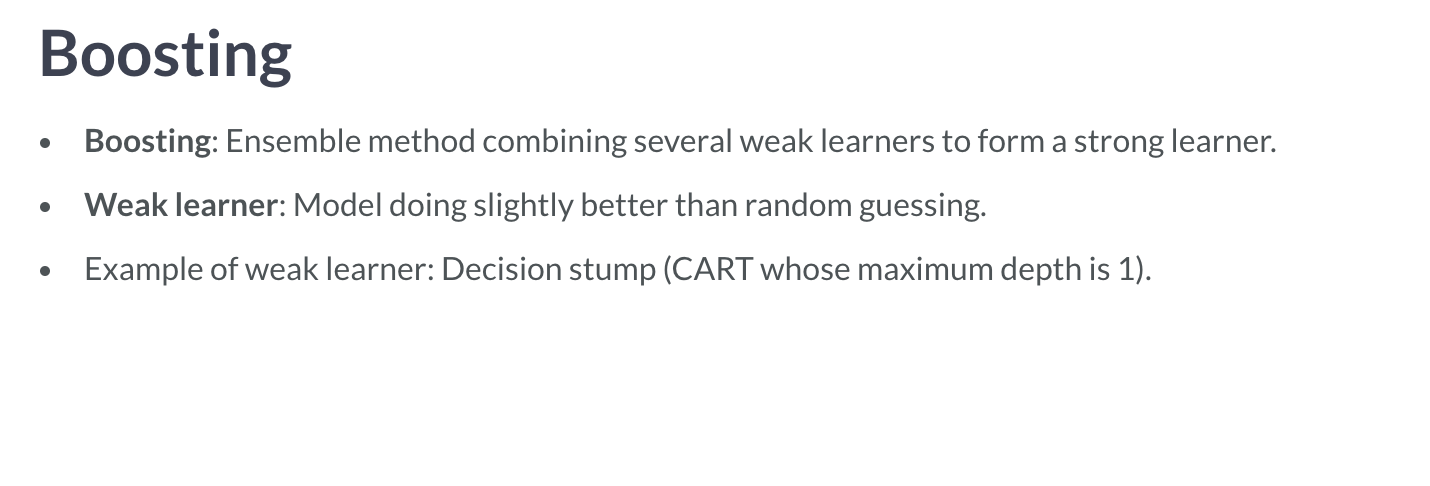 Boosting
• Boosting: Ensemble method combining several weak learners to form a strong learner.
• Weak learner: Model doing slightly better than random guessing.
• Example of weak learner: Decision stump (CART whose maximum depth is 1).